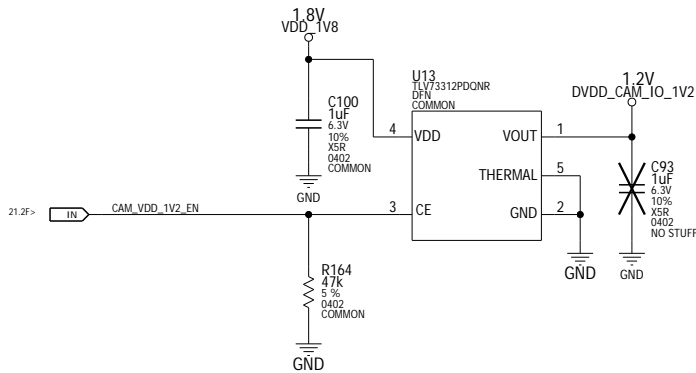 1.8V
VDD_1V8
C100
1uF
6.3V
10%
X5R
0402
COMMON
GND
U13
TLV73312PDQNR
DFN
COMMON
4 VDD
VOUT 1
THERMAL 5
3 CE
GND 2
GND
1.2V
DVDD_CAM_IO_1V2
C93
1uF
6.3V
10%
X5R
0402
NO STUFF
GND
21.2F> IN CAM_VDD_1V2_EN
R164
47k
5 %
0402
COMMON
GND